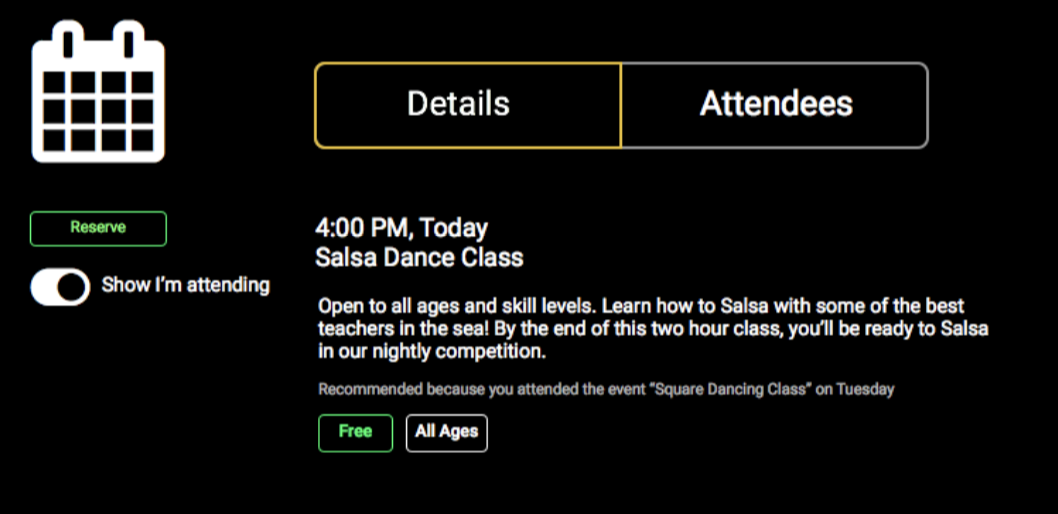 Details
Attendees
Reserve
Show I'm attending
4:00 PM, Today
Salsa Dance Class
Open to all ages and skill levels. Learn how to Salsa with some of the best
teachers in the sea! By the end of this two hour class, you'll be ready to Salsa
in our nightly competition.
Recommended because you attended the event "Square Dancing Class" on Tuesday
Free
All Ages